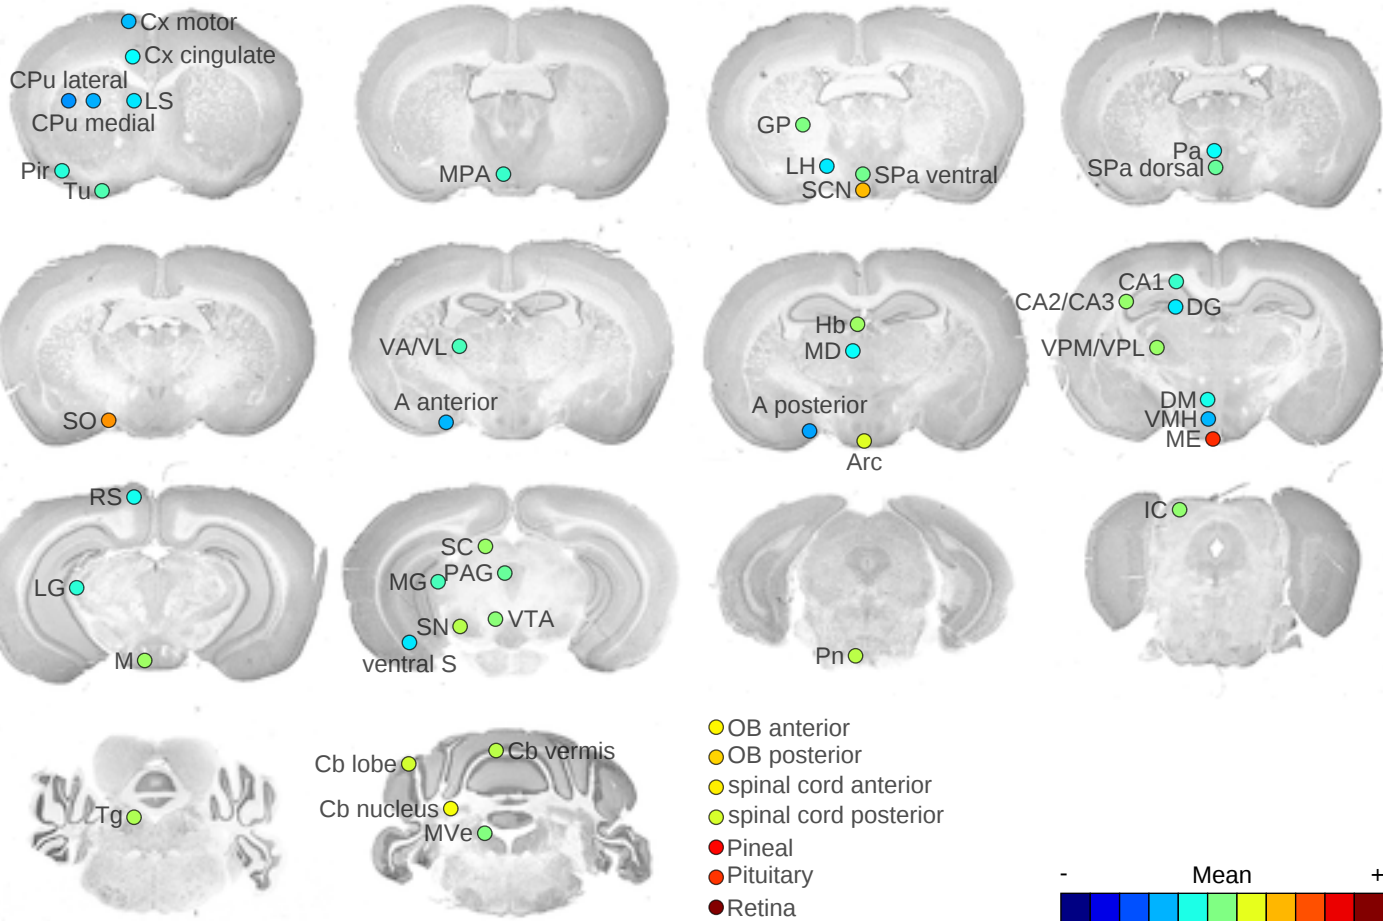 Cx motor
Cx cingulate
CPu lateral
LS
CPu medial
Pir
Tu
MPA
GP
LH
SPa ventral
SCN
Pa
SPa dorsal
SO
VA/VL
A anterior
Hb
MD
A posterior
Arc
CA1
CA2/CA3
DG
VPM/VPL
DM
VMH
ME
RS
LG
M
SC
PAG
MG
VTA
SN
ventral S
Pn
IC
Tg
Cb vermis
Cb lobe
Cb nucleus
MVe
OB anterior
OB posterior
spinal cord anterior
spinal cord posterior
Pineal
Pituitary
Retina
- Mean +